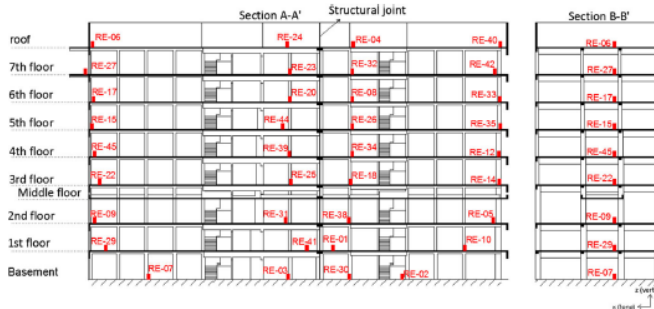 Section A-A' Structural joint Section B-B'
roof RE-06 RE-24 RE-04 RE-40 RE-06
7th floor RE-27 RE-23 RE-32 RE-42 RE-27
6th floor RE-17 RE-20 RE-08 RE-33 RE-17
5th floor RE-15 RE-44 RE-26 RE-35 RE-15
4th floor RE-45 RE-39 RE-34 RE-12 RE-45
3rd floor RE-22 RE-25 RE-18 RE-14 RE-22
Middle floor
2nd floor RE-09 RE-31 RE-38 RE-05 RE-09
1st floor RE-29 RE-41 RE-01 RE-10 RE-29
Basement RE-07 RE-03 RE-30 RE-02 RE-07